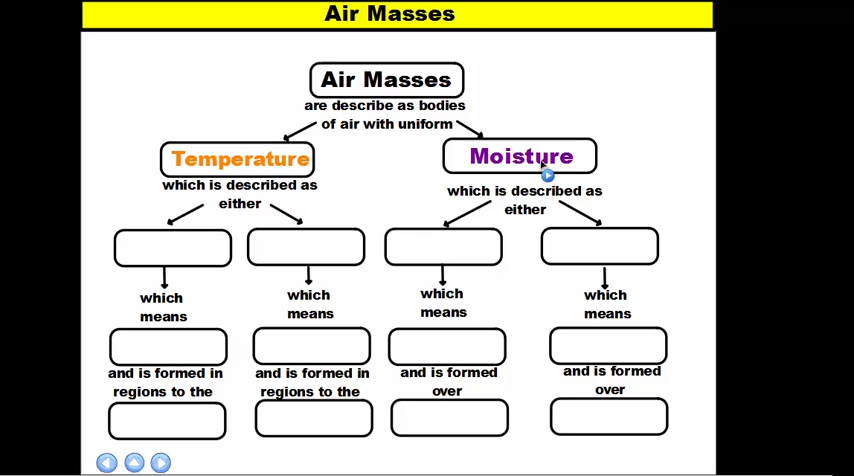 Air Masses
Air Masses
are describe as bodies
of air with uniform
Temperature
Moisture
which is described as
either
which is described as
either
which
means
which
means
which
means
which
means
and is formed in
regions to the
and is formed in
regions to the
and is formed
over
and is formed
over